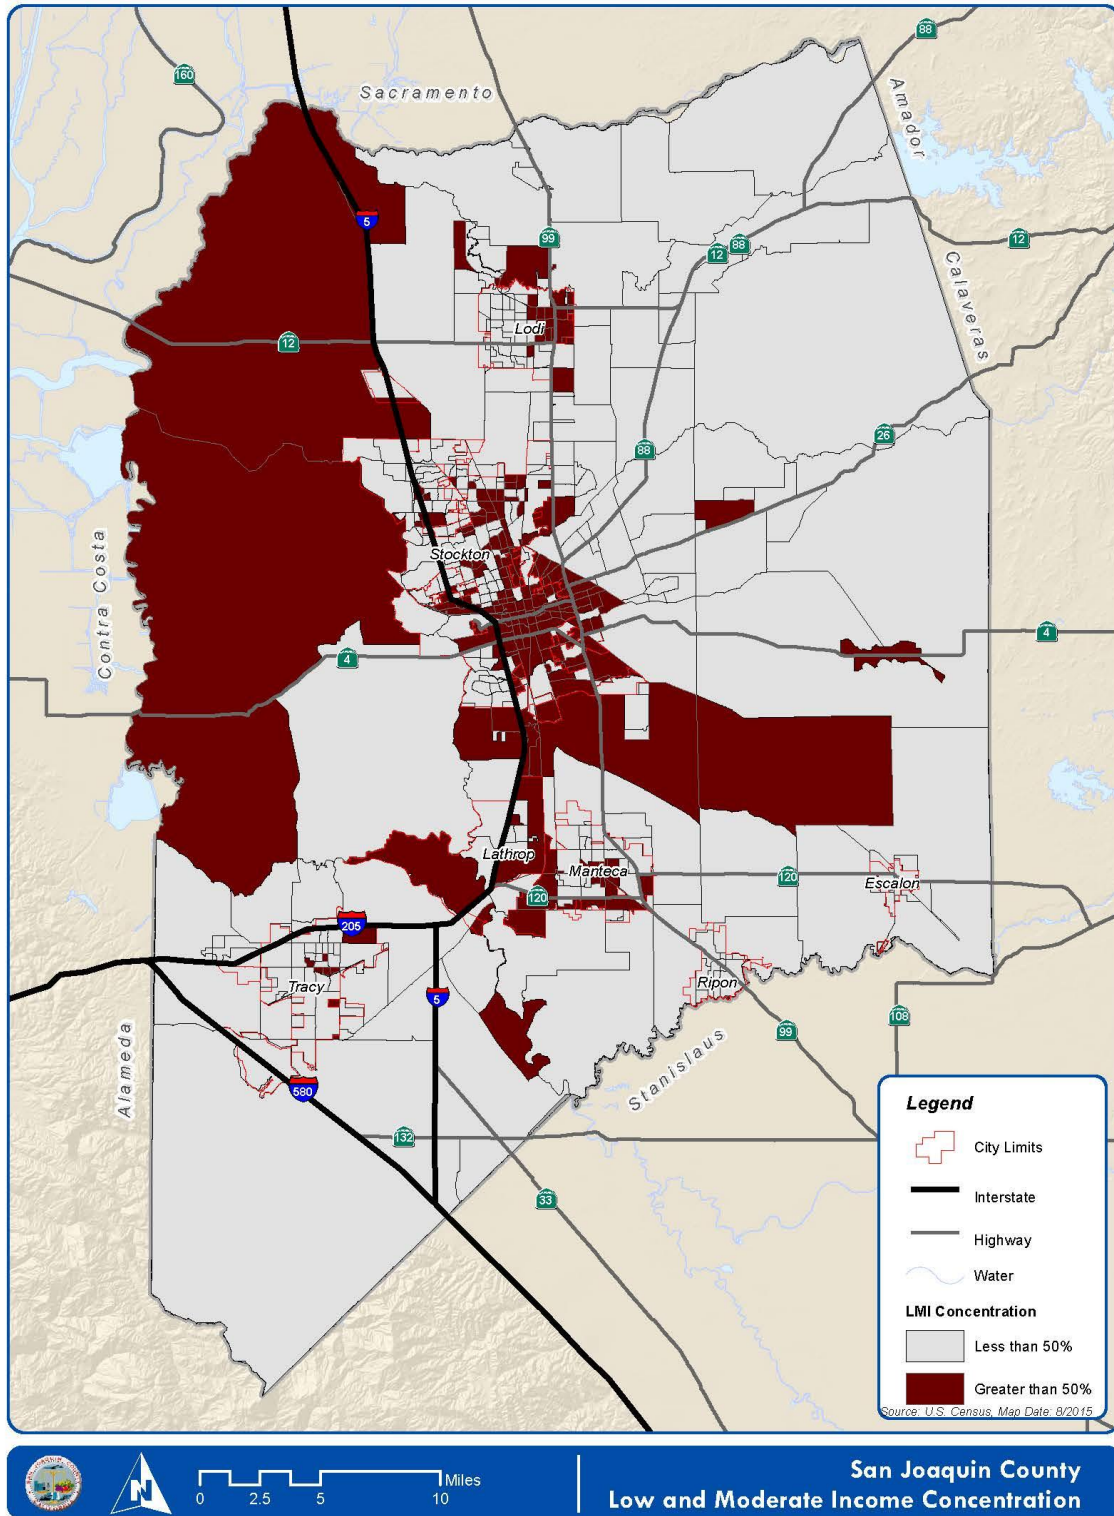 88
160
Sacramento
Amador
5
99
12
88
12
Calaveras
Lodi
12
26
88
Contra Costa
Stockton
4
4
Lathrop
Manteca
120
120
Escalon
205
Tracy
5
Ripon
108
99
Alameda
580
Stanislaus
132
33
Legend
City Limits
Interstate
Highway
Water
LMI Concentration
Less than 50%
Greater than 50%
Source: U.S. Census, Map Date: 8/2015
N
Miles
0 2.5 5 10
San Joaquin County
Low and Moderate Income Concentration